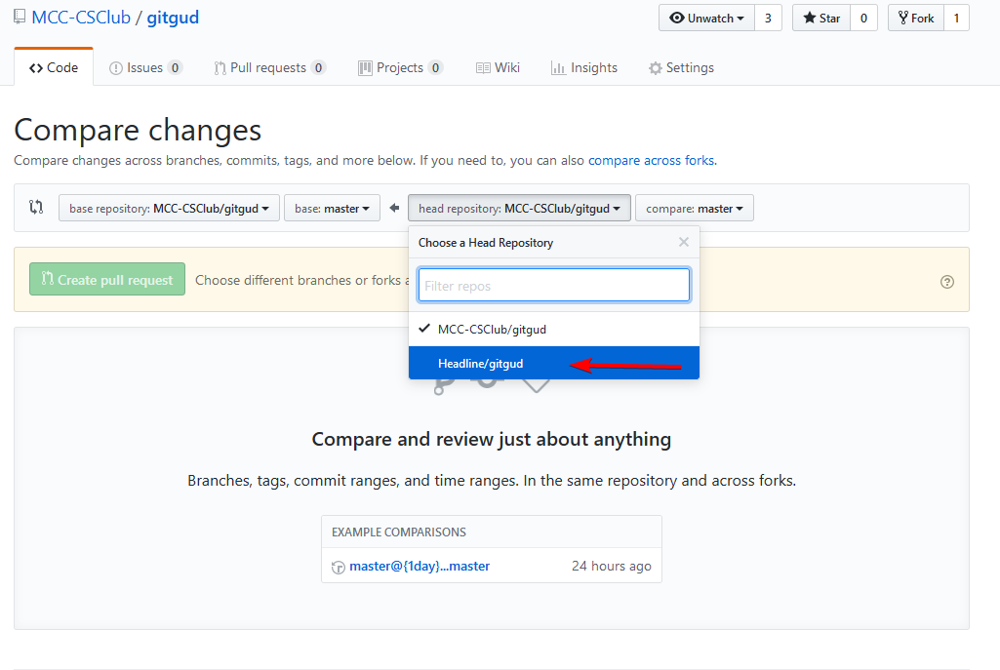 MCC-CSClub / gitgud
Unwatch 3 Star 0 Fork 1
Code Issues 0 Pull requests 0 Projects 0 Wiki Insights Settings
Compare changes
Compare changes across branches, commits, tags, and more below. If you need to, you can also compare across forks.
base repository: MCC-CSClub/gitgud base: master head repository: MCC-CSClub/gitgud compare: master
Choose a Head Repository
Create pull request Choose different branches or forks a
Filter repos
MCC-CSClub/gitgud
Headline/gitgud
Compare and review just about anything
Branches, tags, commit ranges, and time ranges. In the same repository and across forks.
EXAMPLE COMPARISONS
master@{1day}...master 24 hours ago